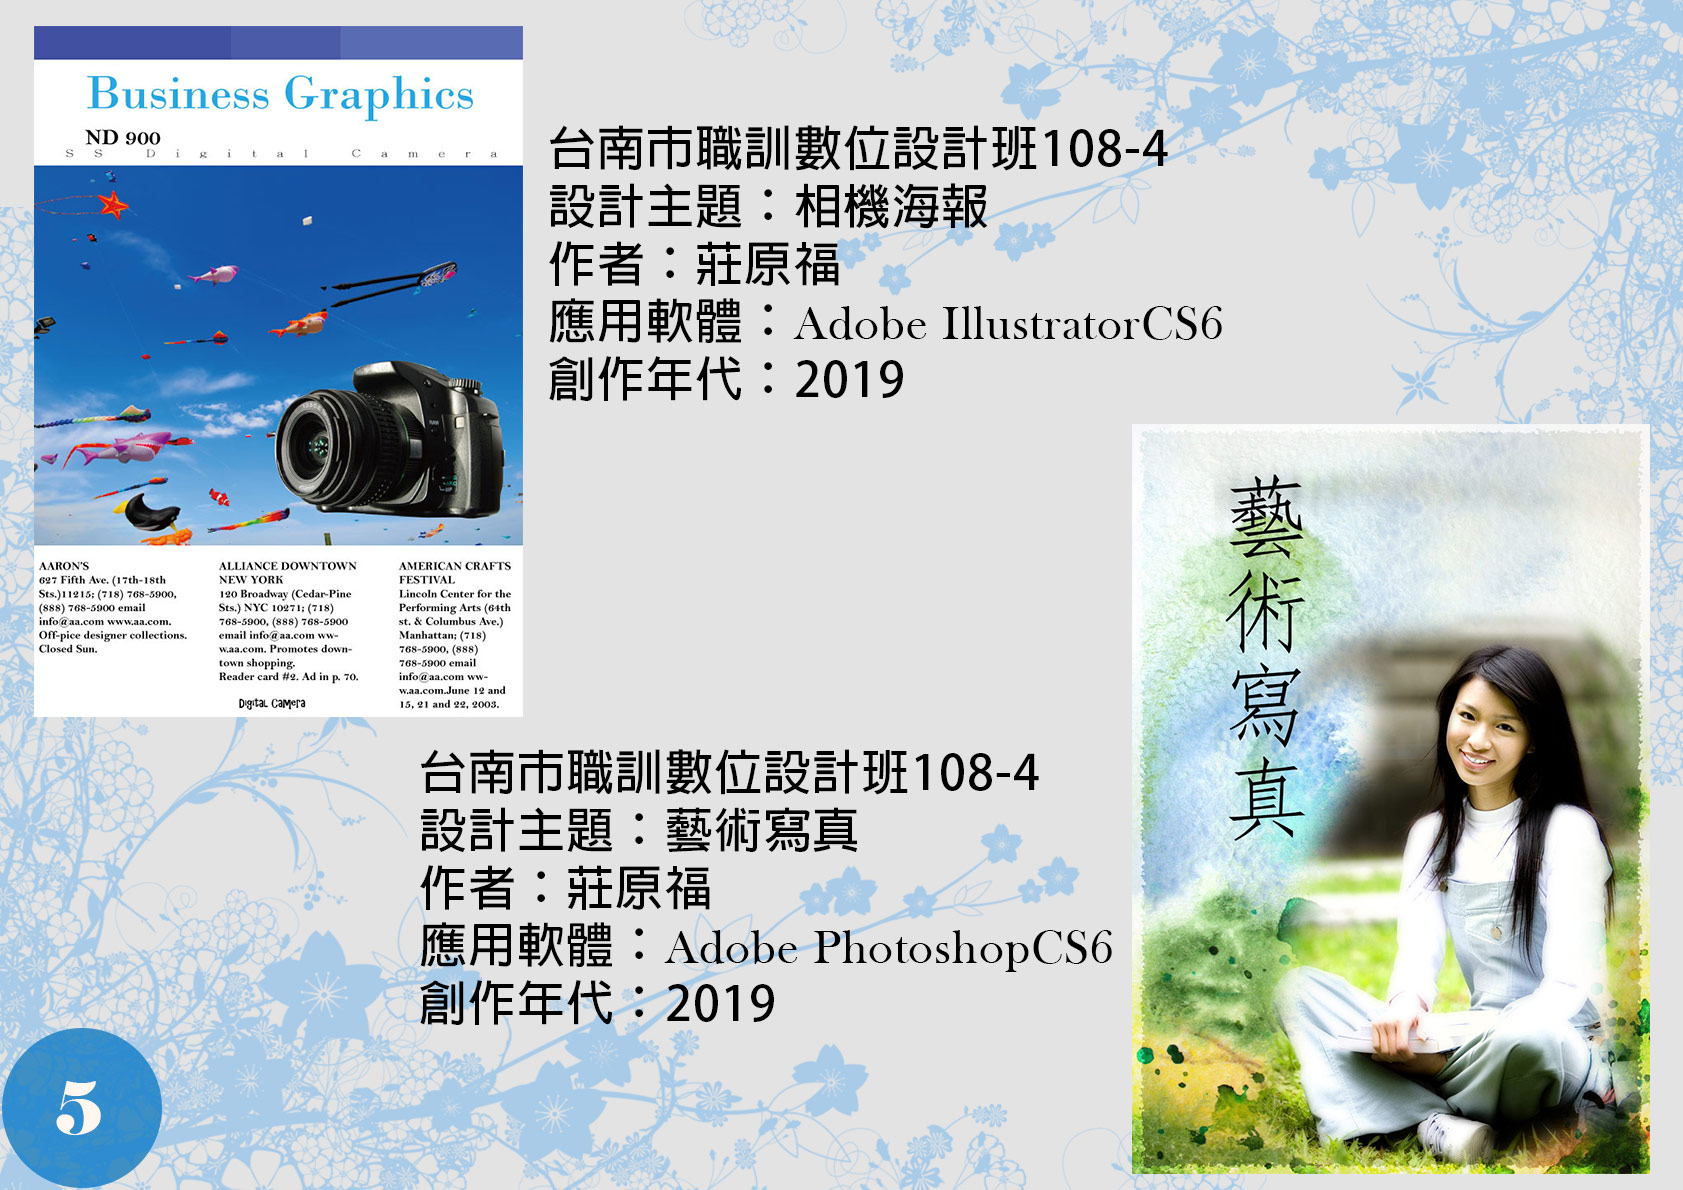 Business Graphics
ND 900
SS Digital Camera
AARON'S
627 Fifth Ave. (17th-18th
Sts.)11215; (718) 768-5900,
(888) 768-5900 email
info@aa.com www.aa.com.
Off-pice designer collections.
Closed Sun.
ALLIANCE DOWNTOWN
NEW YORK
120 Broadway (Cedar-Pine
Sts.) NYC 10271; (718)
768-5900, (888) 768-5900
email info@aa.com ww-
w.aa.com. Promotes down-
town shopping.
Reader card #2. Ad in p. 70.
Digital Camera
AMERICAN CRAFTS
FESTIVAL
Lincoln Center for the
Performing Arts (64th
st. & Columbus Ave.)
Manhattan; (718)
768-5900, (888)
768-5900 email
info@aa.com ww-
w.aa.com.June 12 and
15, 21 and 22, 2003.
台南市職訓數位設計班108-4
設計主題：相機海報
作者：莊原福
應用軟體：Adobe IllustratorCS6
創作年代：2019
藝術寫真
台南市職訓數位設計班108-4
設計主題：藝術寫真
作者：莊原福
應用軟體：Adobe PhotoshopCS6
創作年代：2019
5